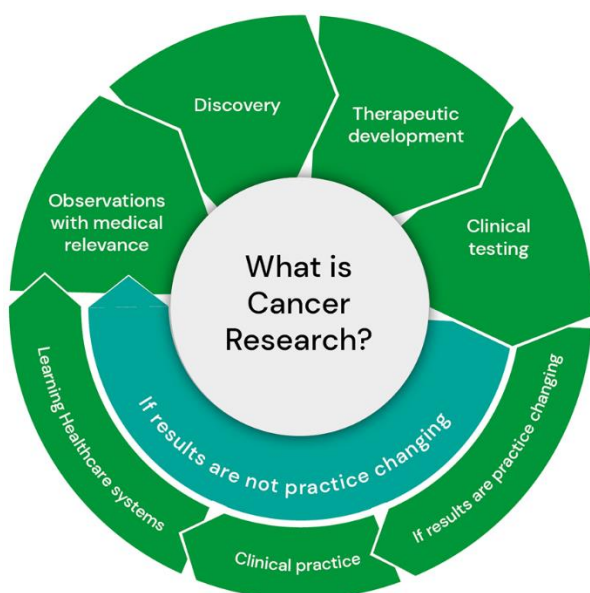 Discovery
Therapeutic
development
Observations
with medical
relevance
Clinical
testing
What is
Cancer
Research?
If results are not practice changing
If results are practice changing
Clinical practice
Learning Healthcare systems